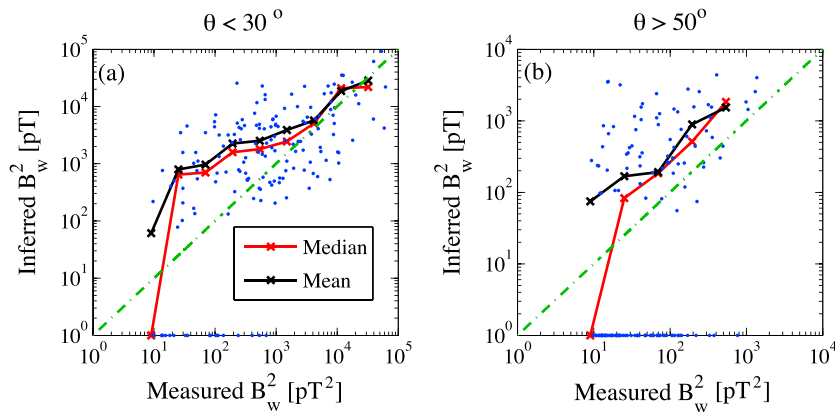 θ < 30 °
θ > 50°
(a)
Inferred B_w^2 [pT]
10^5
10^4
10^3
10^2
10^1
10^0
Median
Mean
10^0 10^1 10^2 10^3 10^4 10^5
Measured B_w^2 [pT^2]
(b)
Inferred B_w^2 [pT]
10^4
10^3
10^2
10^1
10^0
10^0 10^1 10^2 10^3 10^4
Measured B_w^2 [pT^2]